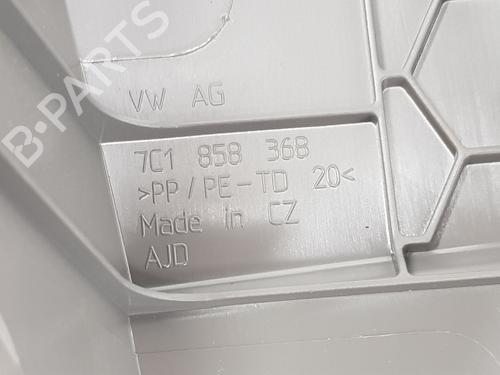 B-PARTS
VW AG
7C1 858 368
>PP/PE-TD 20<
Made in CZ
AJD